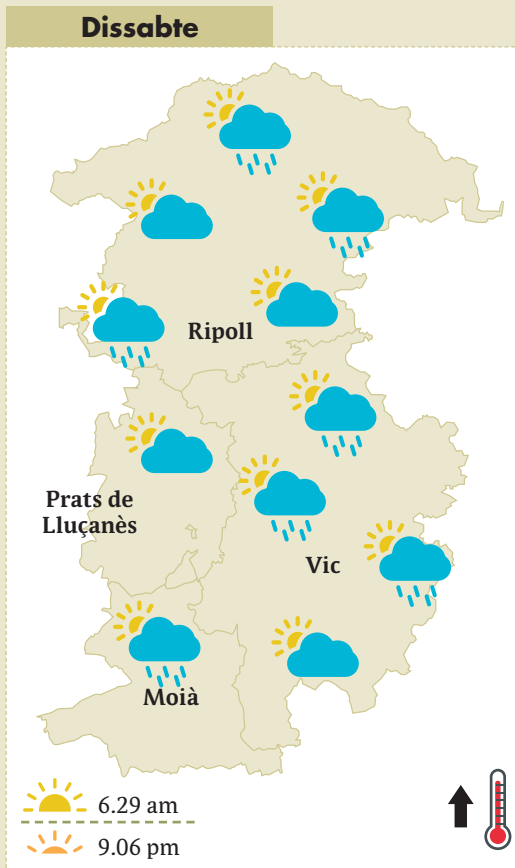 Dissabte
Ripoll
Prats de
Lluçanès
Vic
Moià
6.29 am
9.06 pm